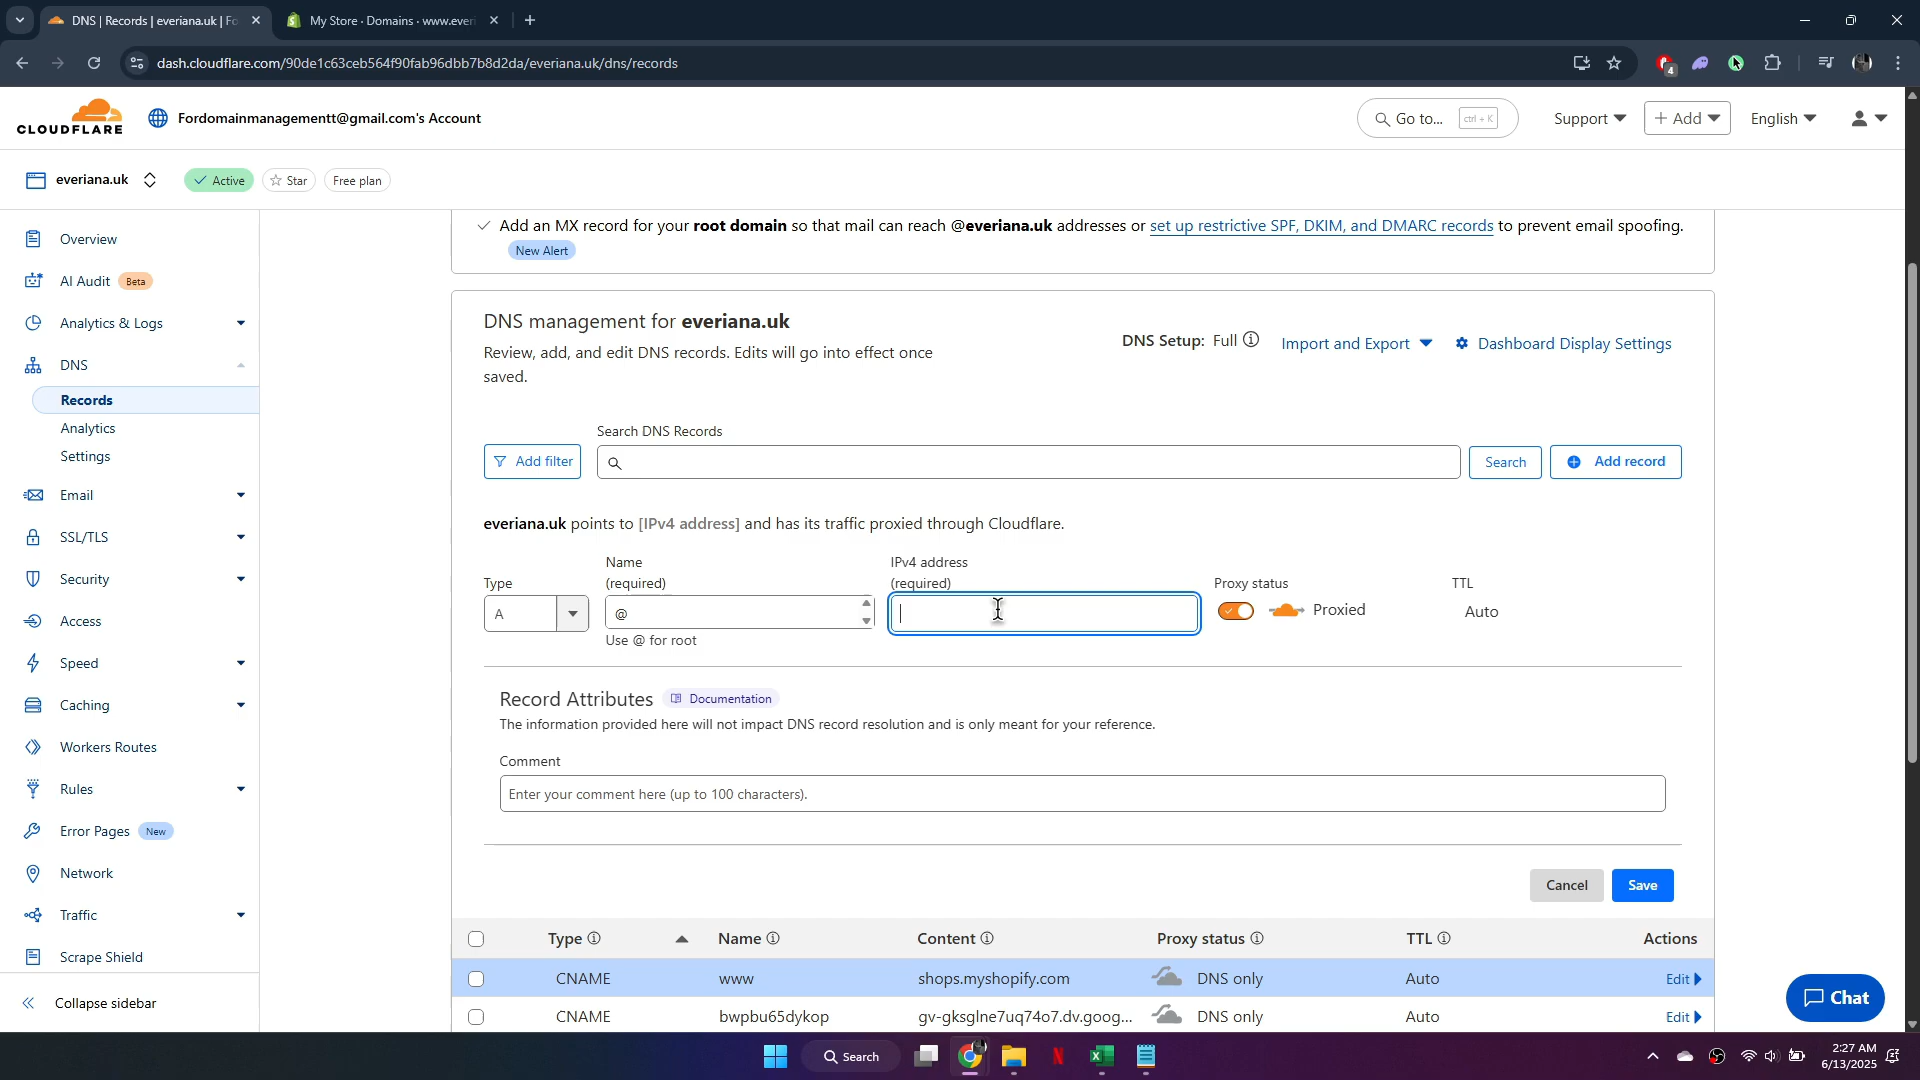 DNS | Records | everiana.uk | Fo
My Store · Domains · www.ever
dash.cloudflare.com/90de1c63ceb564f90fab96dbb7b8d2da/everiana.uk/dns/records
4
CLOUDFLARE
Fordomainmanagementt@gmail.com's Account
Go to...
ctrl + K
Support
+ Add
English
everiana.uk
Active
Star
Free plan
Overview
AI Audit Beta
Analytics & Logs
DNS
Records
Analytics
Settings
Email
SSL/TLS
Security
Access
Speed
Caching
Workers Routes
Rules
Error Pages New
Network
Traffic
Scrape Shield
Collapse sidebar
Add an MX record for your root domain so that mail can reach @everiana.uk addresses or set up restrictive SPF, DKIM, and DMARC records to prevent email spoofing.
New Alert
DNS management for everiana.uk
Review, add, and edit DNS records. Edits will go into effect once
saved.
DNS Setup: Full
Import and Export
Dashboard Display Settings
Search DNS Records
Add filter
Search
Add record
everiana.uk points to [IPv4 address] and has its traffic proxied through Cloudflare.
Type
Name
(required)
IPv4 address
(required)
Proxy status
TTL
A
@
Proxied
Auto
Use @ for root
Record Attributes Documentation
The information provided here will not impact DNS record resolution and is only meant for your reference.
Comment
Enter your comment here (up to 100 characters).
Cancel
Save
Type Name Content Proxy status TTL Actions
CNAME www shops.myshopify.com DNS only Auto Edit
CNAME bwpbu65dykop gv-gksglne7uq74o7.dv.goog... DNS only Auto Edit
Chat
Search
2:27 AM
6/13/2025